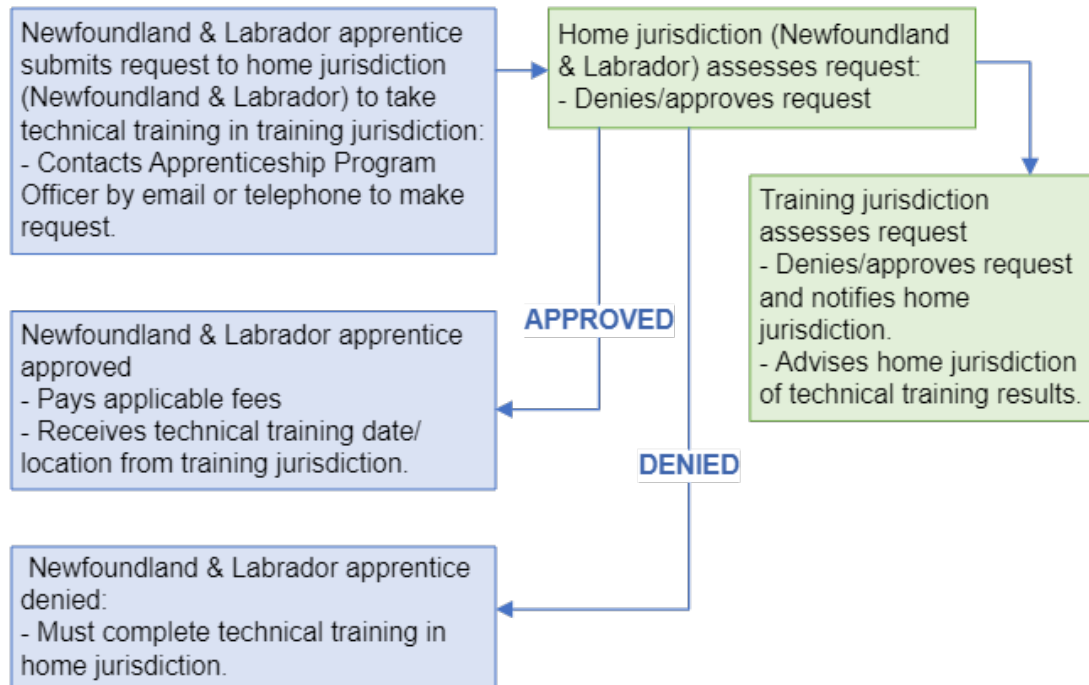 Newfoundland & Labrador apprentice
submits request to home jurisdiction
(Newfoundland & Labrador) to take
technical training in training jurisdiction:
- Contacts Apprenticeship Program
Officer by email or telephone to make
request.
Home jurisdiction (Newfoundland
& Labrador) assesses request:
- Denies/approves request
Training jurisdiction
assesses request
- Denies/approves request
and notifies home
jurisdiction.
- Advises home jurisdiction
of technical training results.
APPROVED
Newfoundland & Labrador apprentice
approved
- Pays applicable fees
- Receives technical training date/
location from training jurisdiction.
DENIED
Newfoundland & Labrador apprentice
denied:
- Must complete technical training in
home jurisdiction.